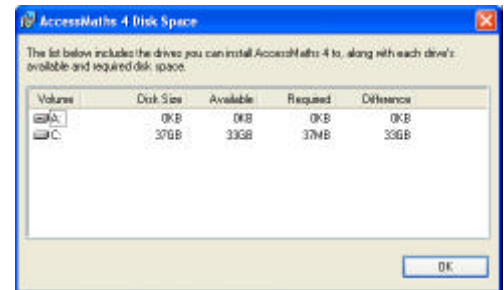 AccessMaths 4 Disk Space
The list below includes the drives you can install AccessMaths 4 to, along with each drive's
available and required disk space.
Volume Disk Size Available Required Difference
A: 0KB 0KB 0KB 0KB
C: 37GB 33GB 37MB 33GB
OK